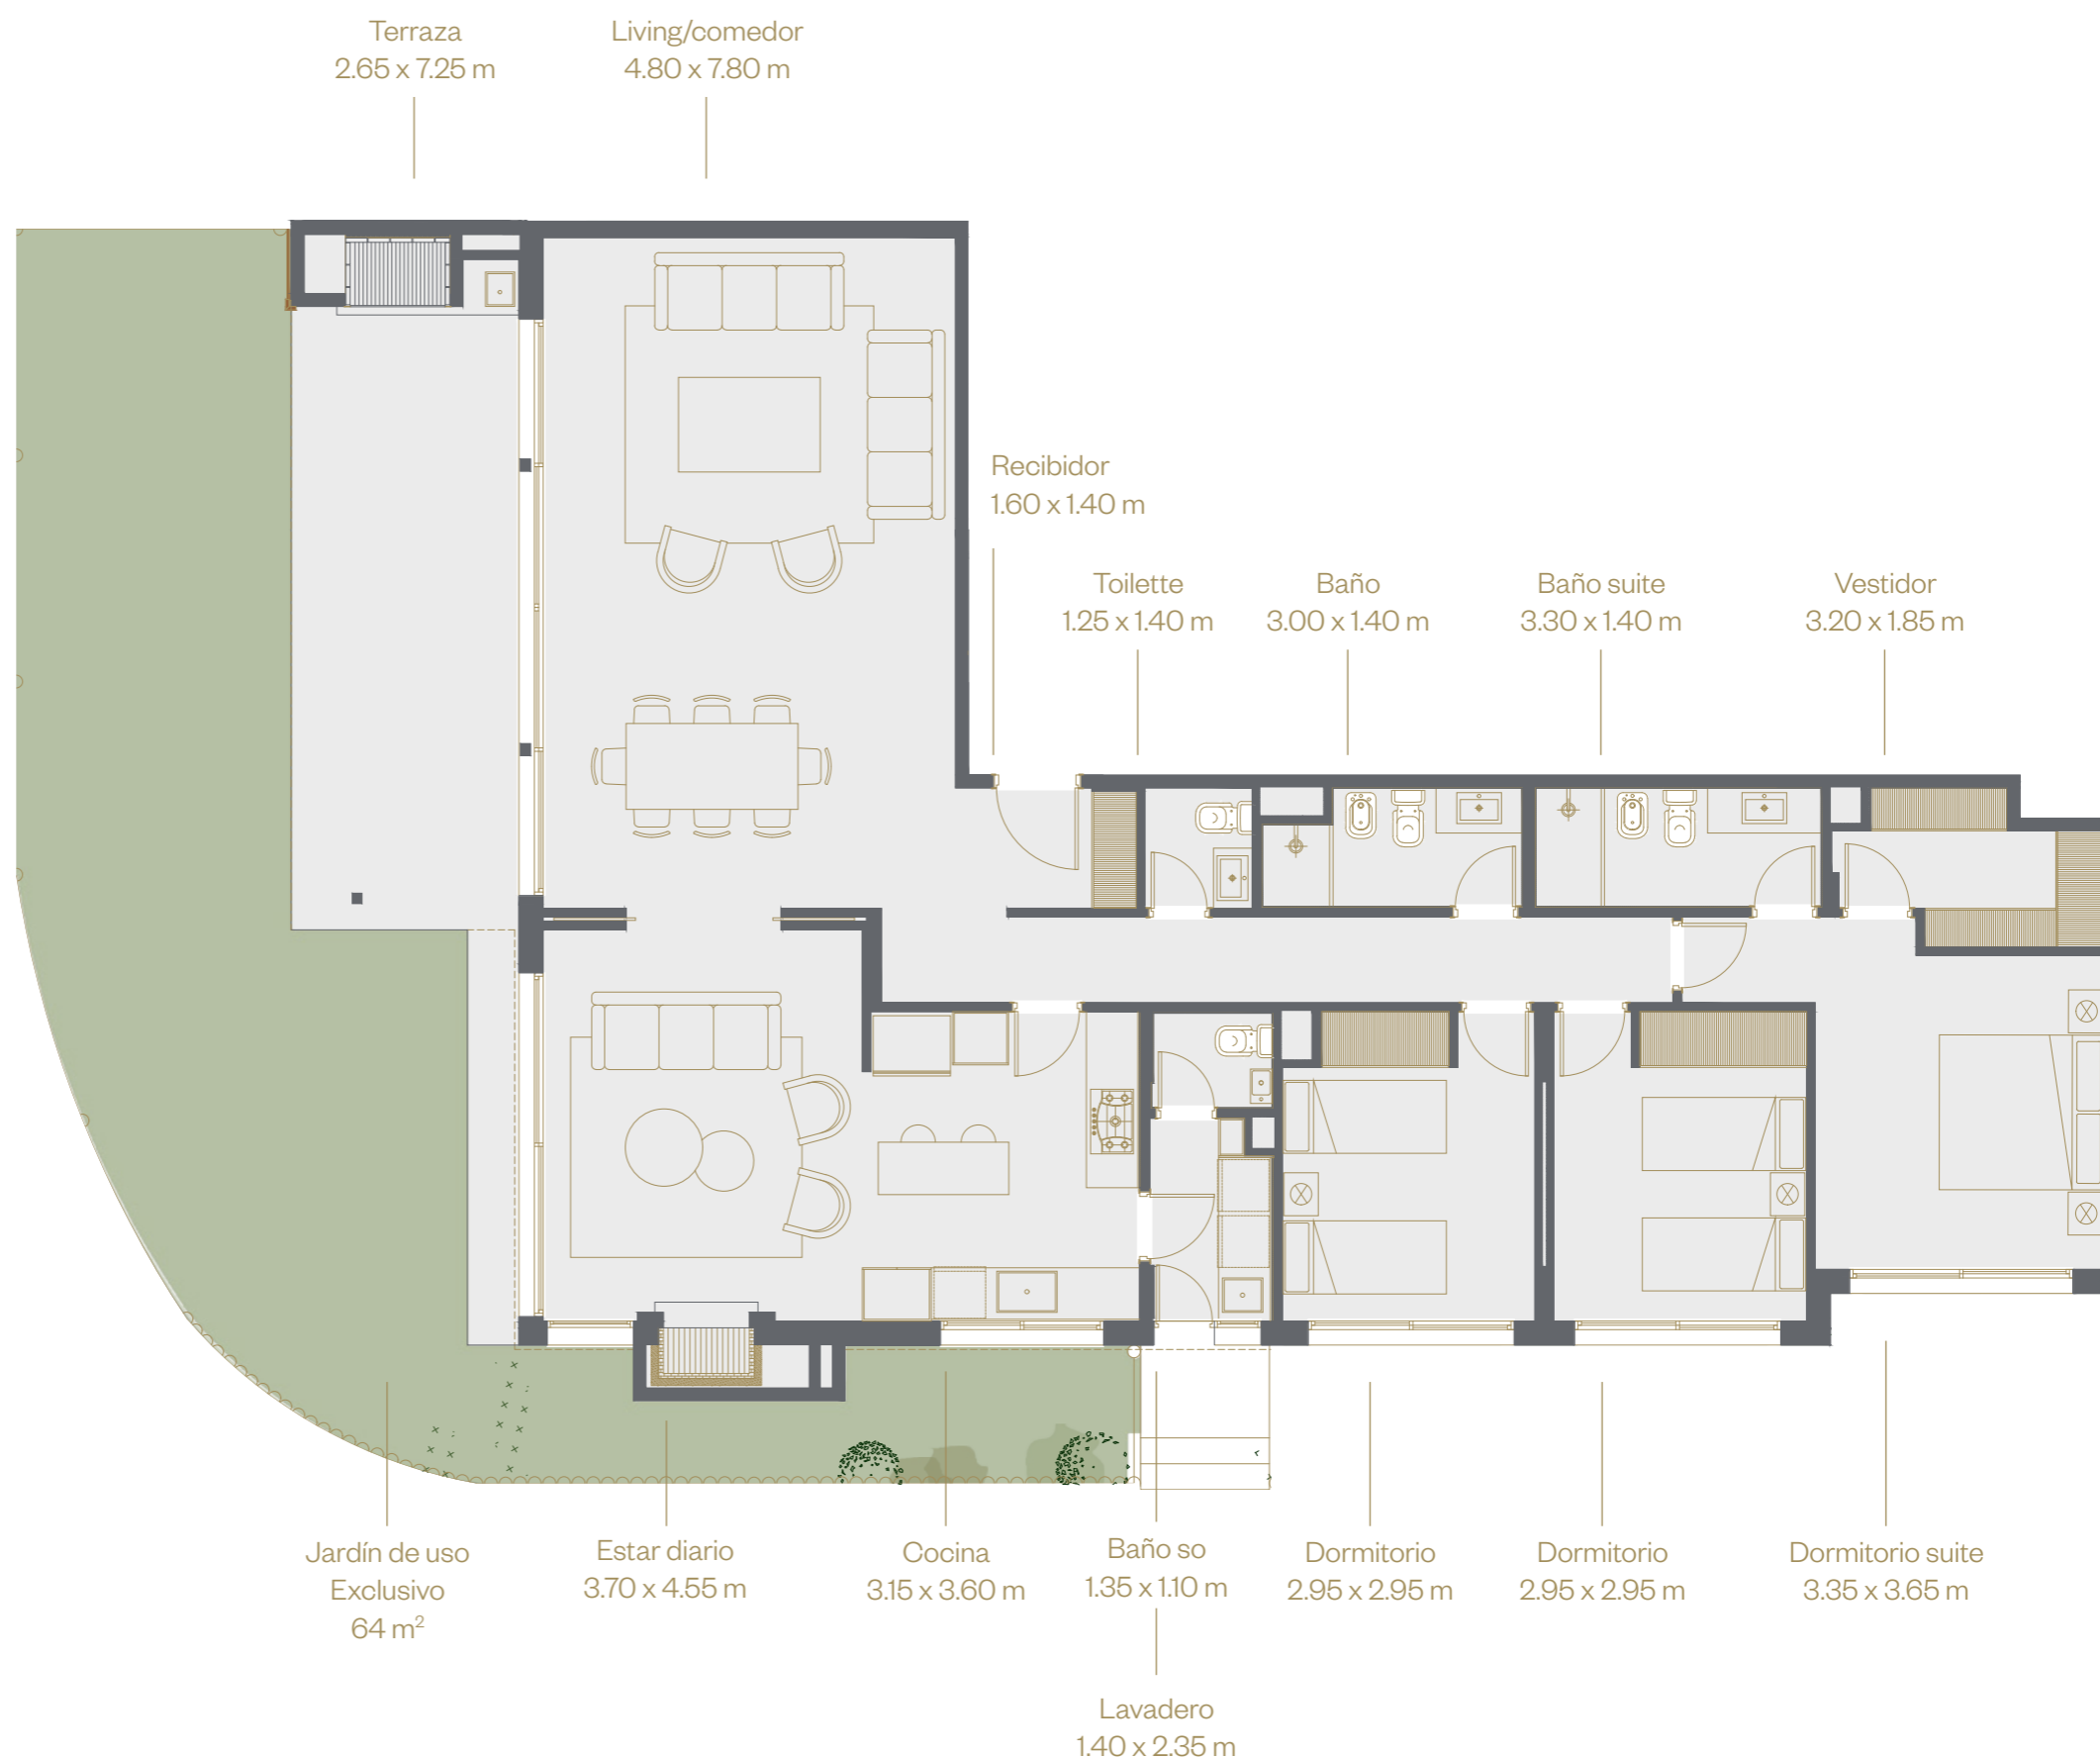 Terraza
2.65 x 7.25 m
Living/comedor
4.80 x 7.80 m
Recibidor
1.60 x 1.40 m
Toilette
1.25 x 1.40 m
Baño
3.00 x 1.40 m
Baño suite
3.30 x 1.40 m
Vestidor
3.20 x 1.85 m
Jardín de uso
Exclusivo
64 m²
Estar diario
3.70 x 4.55 m
Cocina
3.15 x 3.60 m
Baño so
1.35 x 1.10 m
Lavadero
1.40 x 2.35 m
Dormitorio
2.95 x 2.95 m
Dormitorio
2.95 x 2.95 m
Dormitorio suite
3.35 x 3.65 m